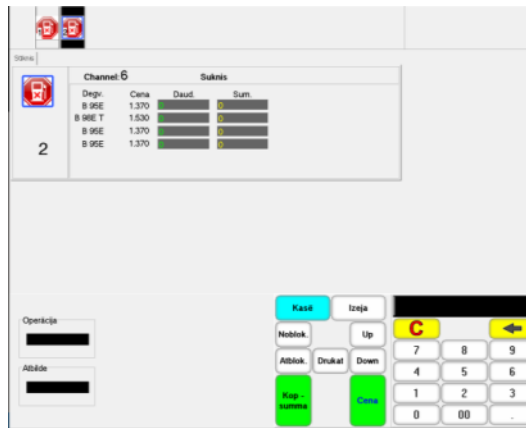 Channel: 6 Suknis
Degv. Cena Daud. Sum.
B 95E 1.370 0 0
B 98E T 1.530 0 0
B 95E 1.370 0 0
B 95E 1.370 0 0
2
Kasē Izeja
Operācija
Noblok. Up C
7 8 9
Atblok. Drukat Down
Atbilde
4 5 6
Kop - summa Cena
1 2 3
0 00 .